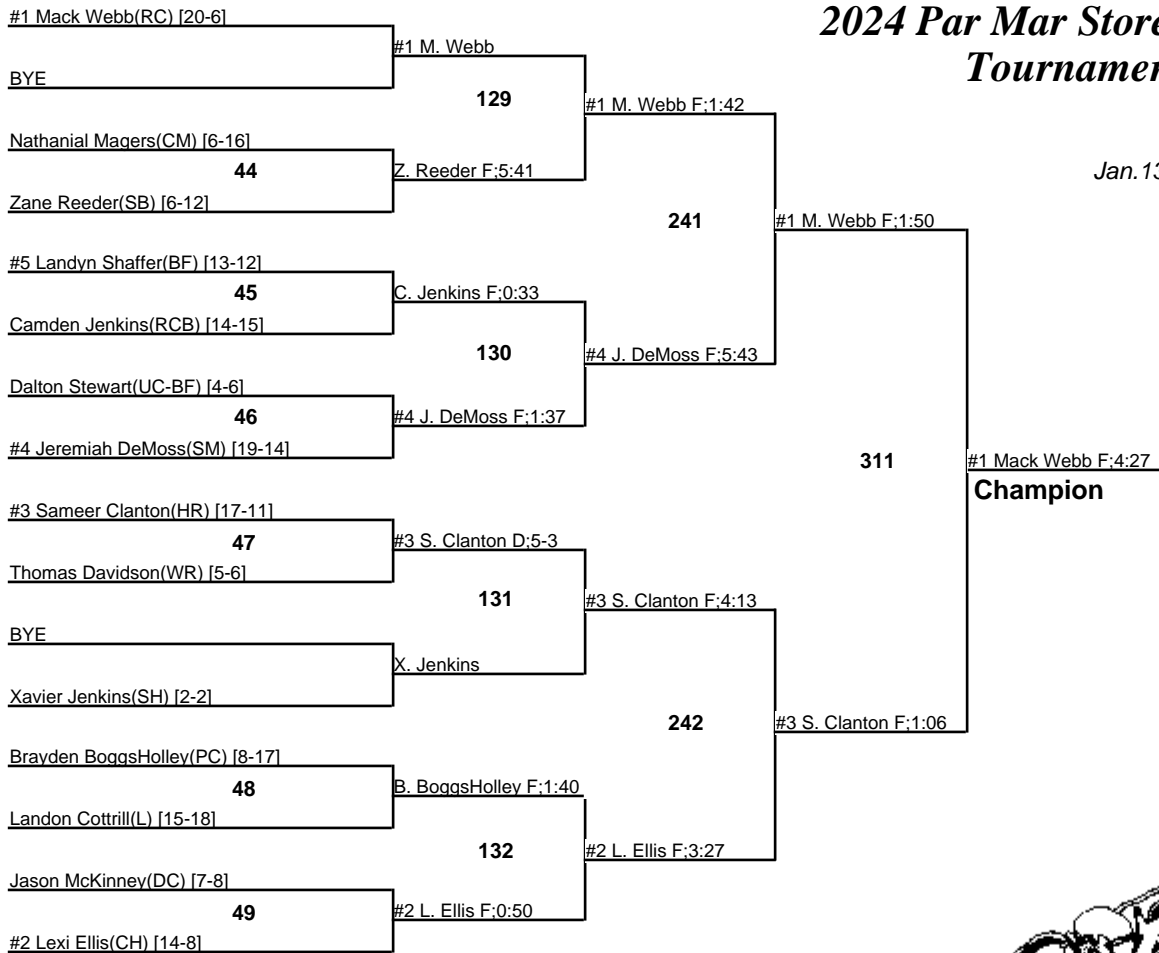 2024 Par Mar Store
Tournamen
Jan.13
#1 Mack Webb(RC) [20-6]
BYE
Nathanial Magers(CM) [6-16]
44
Zane Reeder(SB) [6-12]
#5 Landyn Shaffer(BF) [13-12]
45
Camden Jenkins(RCB) [14-15]
Dalton Stewart(UC-BF) [4-6]
46
#4 Jeremiah DeMoss(SM) [19-14]
#3 Sameer Clanton(HR) [17-11]
47
Thomas Davidson(WR) [5-6]
BYE
Xavier Jenkins(SH) [2-2]
Brayden BoggsHolley(PC) [8-17]
48
Landon Cottrill(L) [15-18]
Jason McKinney(DC) [7-8]
49
#2 Lexi Ellis(CH) [14-8]
#1 M. Webb
129
Z. Reeder F;5:41
C. Jenkins F;0:33
130
#4 J. DeMoss F;1:37
#3 S. Clanton D;5-3
131
X. Jenkins
B. BoggsHolley F;1:40
132
#2 L. Ellis F;0:50
#1 M. Webb F;1:42
241
#4 J. DeMoss F;5:43
#3 S. Clanton F;4:13
242
#2 L. Ellis F;3:27
#1 M. Webb F;1:50
311
#3 S. Clanton F;1:06
#1 Mack Webb F;4:27
Champion